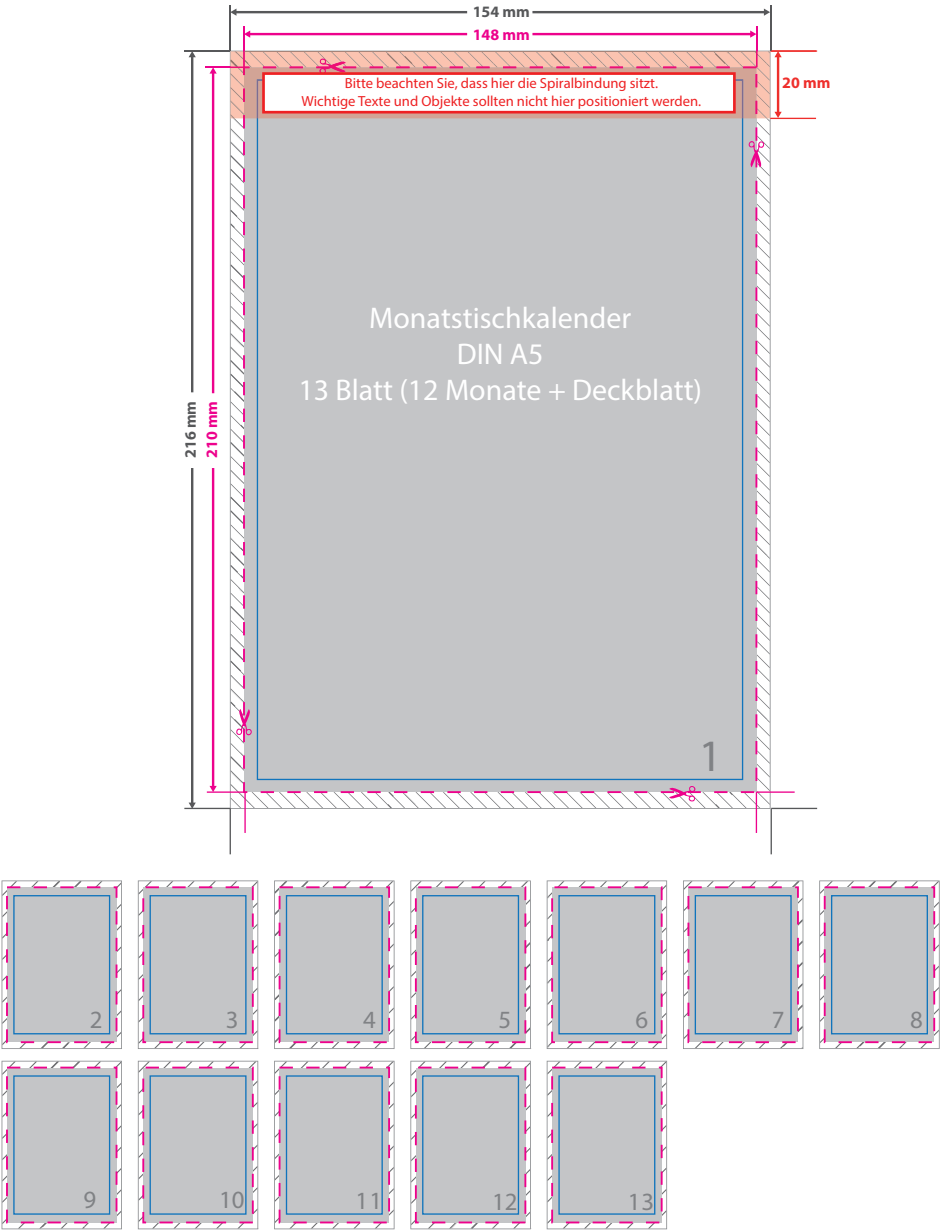 154 mm
148 mm
20 mm
Bitte beachten Sie, dass hier die Spiralbindung sitzt.
Wichtige Texte und Objekte sollten nicht hier positioniert werden.
Monatstischkalender
DIN A5
13 Blatt (12 Monate + Deckblatt)
216 mm
210 mm
1
2
3
4
5
6
7
8
9
10
11
12
13